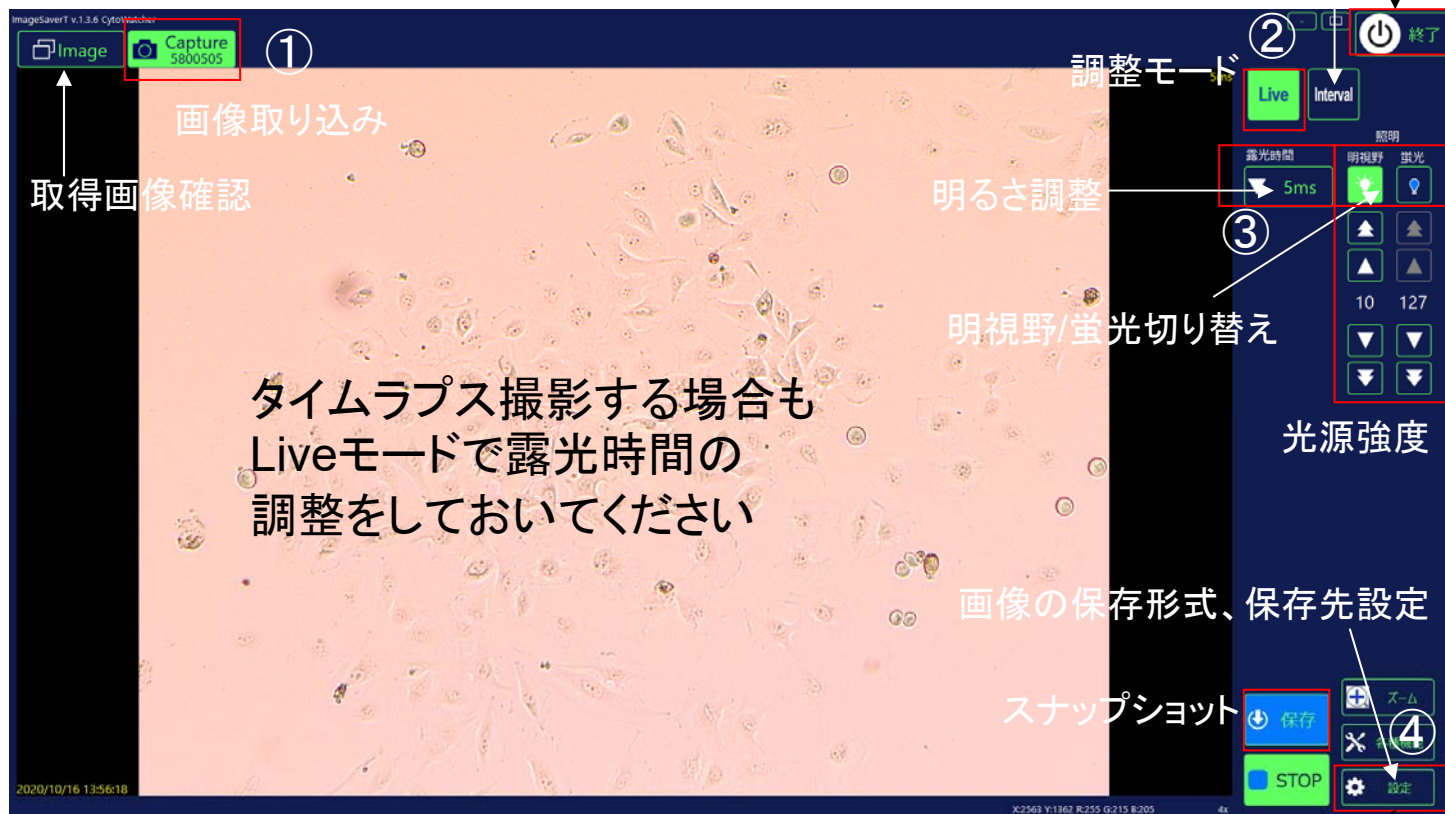 ImageSaverT v.1.3.6 CytoWatcher
Image
Capture
5800505
①
②
終了
調整モード
5ms
Live
Interval
画像取り込み
照明
露光時間
明視野
蛍光
取得画像確認
明るさ調整
5ms
③
10
127
明視野/蛍光切り替え
タイムラプス撮影する場合も
Liveモードで露光時間の
調整をしておいてください
光源強度
画像の保存形式、保存先設定
スナップショット
保存
ズーム
④
各種機能
STOP
設定
2020/10/16 13:56:18
X:2563 Y:1362 R:255 G:215 B:205
4x